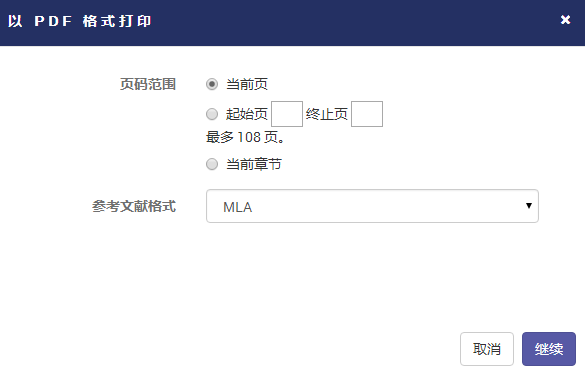 以 PDF 格式打印 ×
页码范围 当前页
起始页 终止页
最多 108 页。
当前章节
参考文献格式 MLA
取消 继续